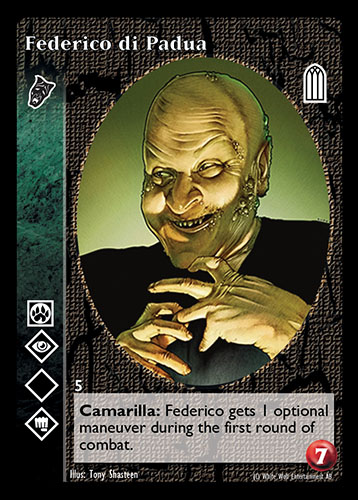 Federico di Padua
5
Camarilla: Federico gets 1 optional
maneuver during the first round of
combat.
7
Illus: Tony Shasteen